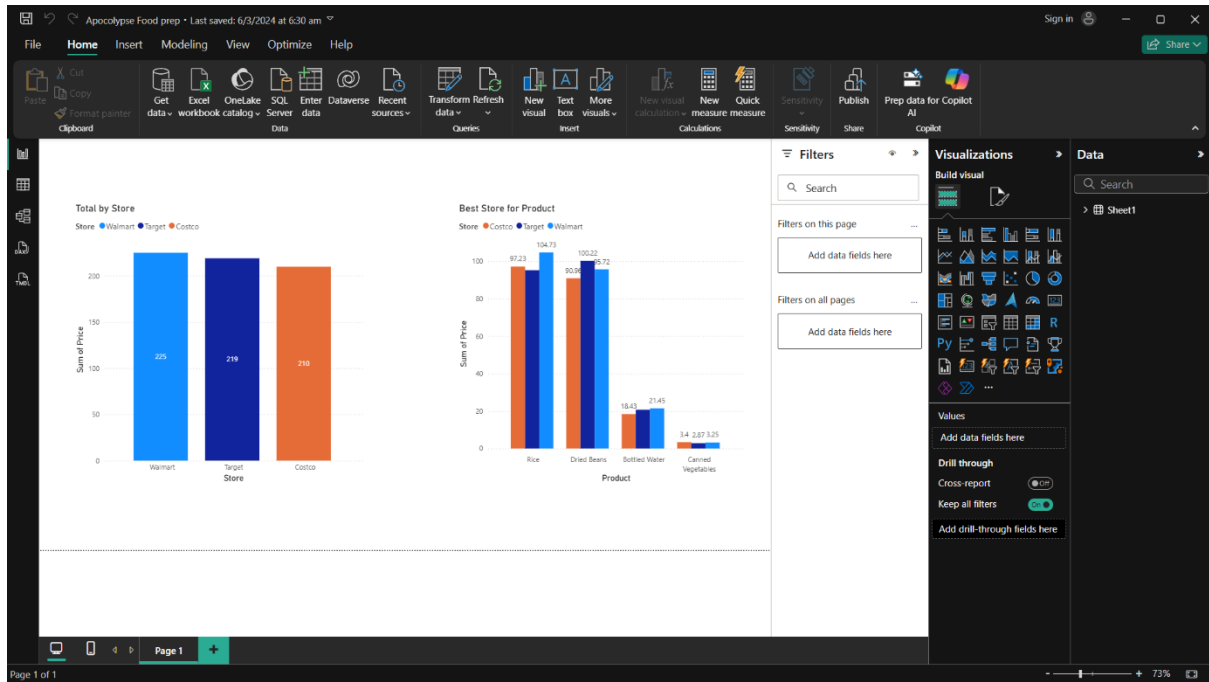 Apocolypse Food prep • Last saved: 6/3/2024 at 6:30 am
Sign in
File Home Insert Modeling View Optimize Help
Share
Paste
Cut
Copy
Format painter
Clipboard
Get data
Excel workbook
OneLake catalog
SQL Server
Enter data
Dataverse
Recent sources
Data
Transform data
Refresh
Queries
New visual
Text box
More visuals
Insert
New visual calculation
New measure
Quick measure
Calculations
Sensitivity
Sensitivity
Publish
Share
Prep data for AI
Copilot
Copilot
Total by Store
Store Walmart Target Costco
Sum of Price
200
150
100
50
0
225
219
210
Walmart Target Costco
Store
Best Store for Product
Store Costco Target Walmart
Sum of Price
100
80
60
40
20
0
97.23
104.73
90.96
100.22
95.72
18.43
21.45
3.4 2.87 3.25
Rice Dried Beans Bottled Water Canned Vegetables
Product
Filters
Search
Filters on this page ...
Add data fields here
Filters on all pages ...
Add data fields here
Visualizations
Build visual
R
Py
...
Values
Add data fields here
Drill through
Cross-report Off
Keep all filters On
Add drill-through fields here
Data
Search
Sheet1
DAX
TMDL
Page 1
+
Page 1 of 1
- + 73%